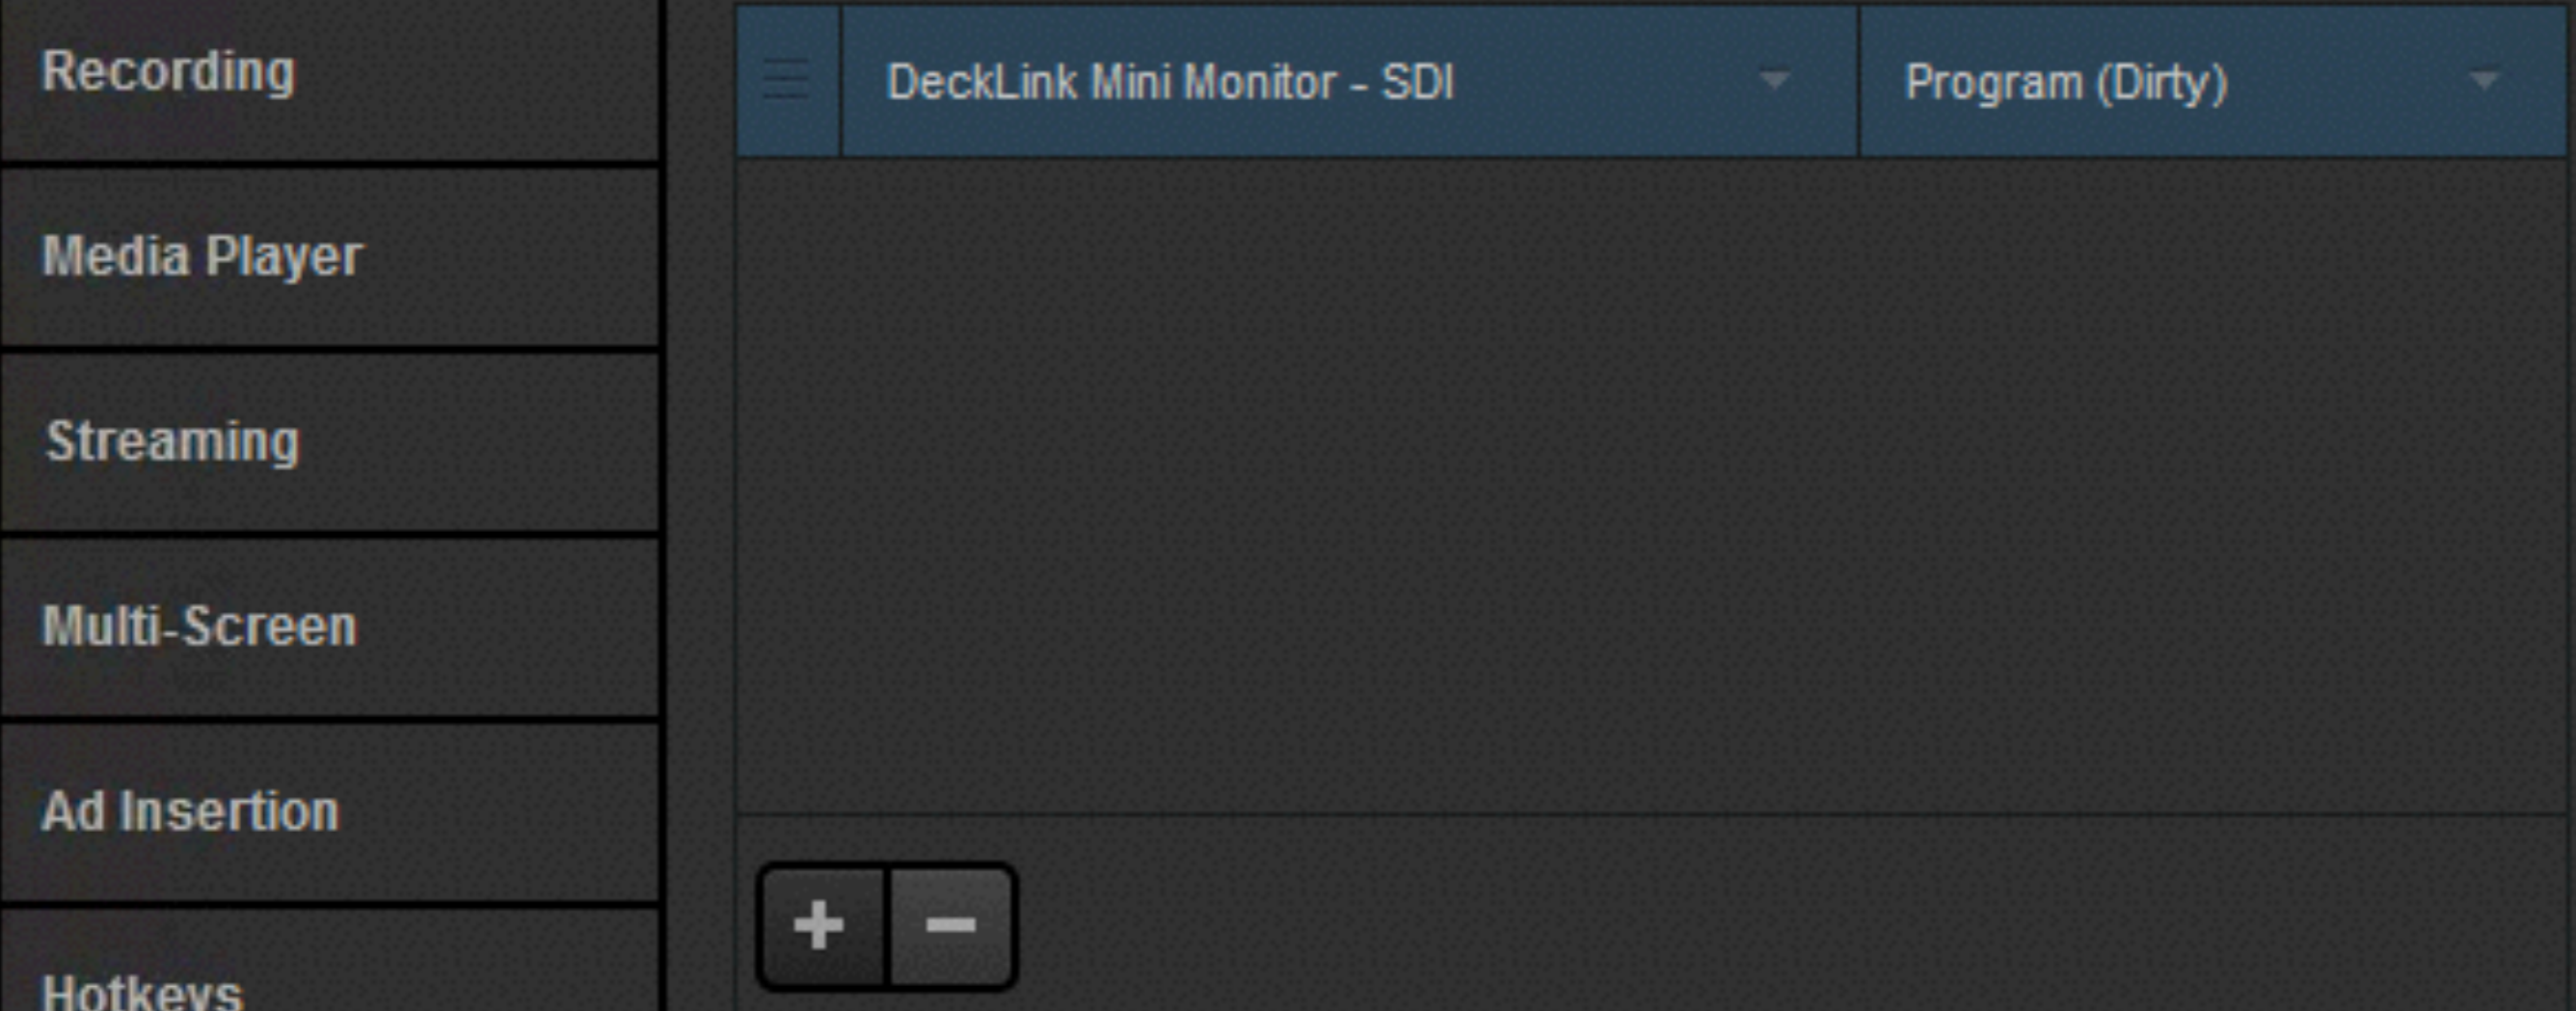 Recording
Media Player
Streaming
Multi-Screen
Ad Insertion
Hotkeys
DeckLink Mini Monitor - SDI
Program (Dirty)